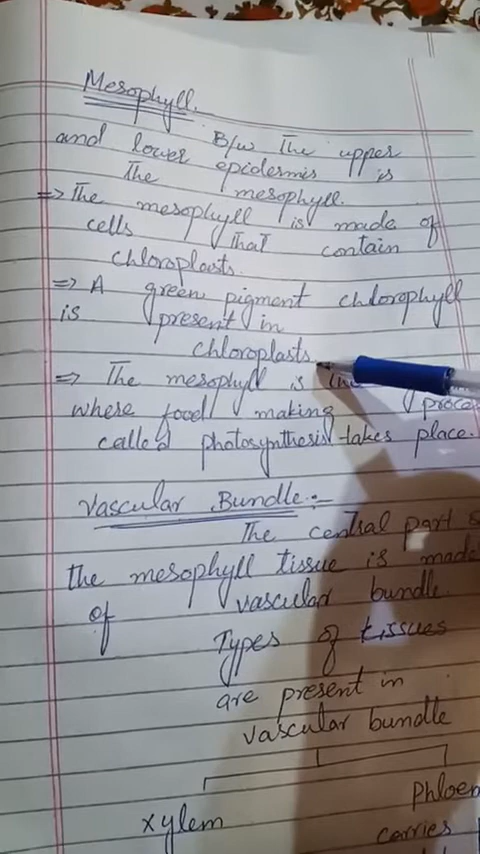 Mesophyll.
B/w The upper
and lower epidermis is
The mesophyll.
=> The mesophyll is made of
cells that contain
chloroplasts.
=> A green pigment chlorophyll
is present in
chloroplasts.
=> The mesophyll is
where food making
called photosynthesis takes place.
Vascular Bundle :-
The central part
the mesophyll tissue is made
of vascular bundle.
Types of tissues
are present in
vascular bundle
xylem Phloem
carries